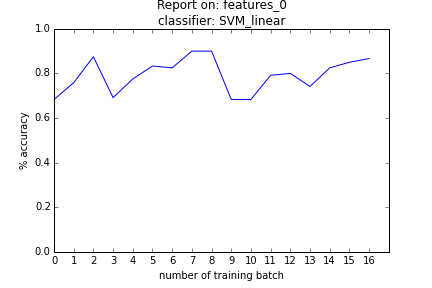 Report on: features_0
classifier: SVM_linear
1.0
0.8
0.6
0.4
0.2
0.0
% accuracy
0 1 2 3 4 5 6 7 8 9 10 11 12 13 14 15 16
number of training batch